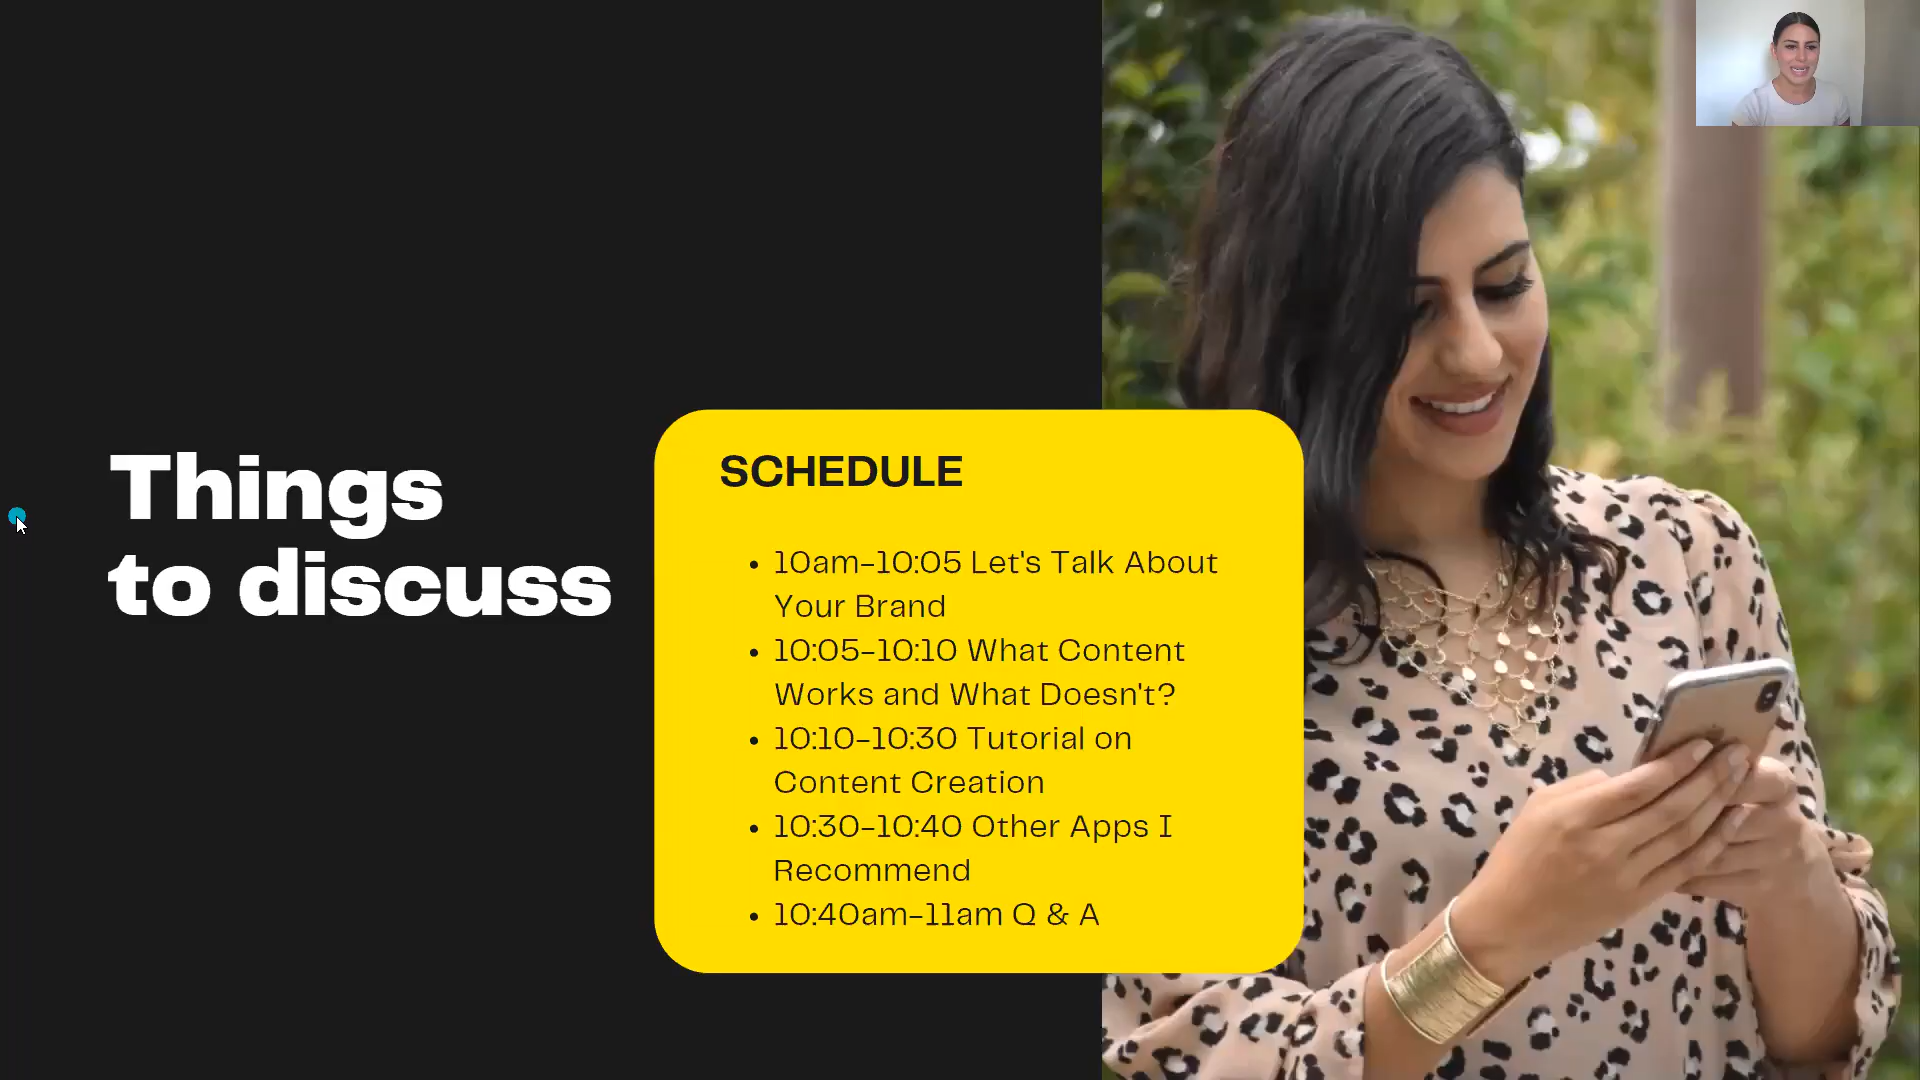 Things
to discuss
SCHEDULE
• 10am-10:05 Let's Talk About
Your Brand
• 10:05-10:10 What Content
Works and What Doesn't?
• 10:10-10:30 Tutorial on
Content Creation
• 10:30-10:40 Other Apps I
Recommend
• 10:40am-11am Q & A